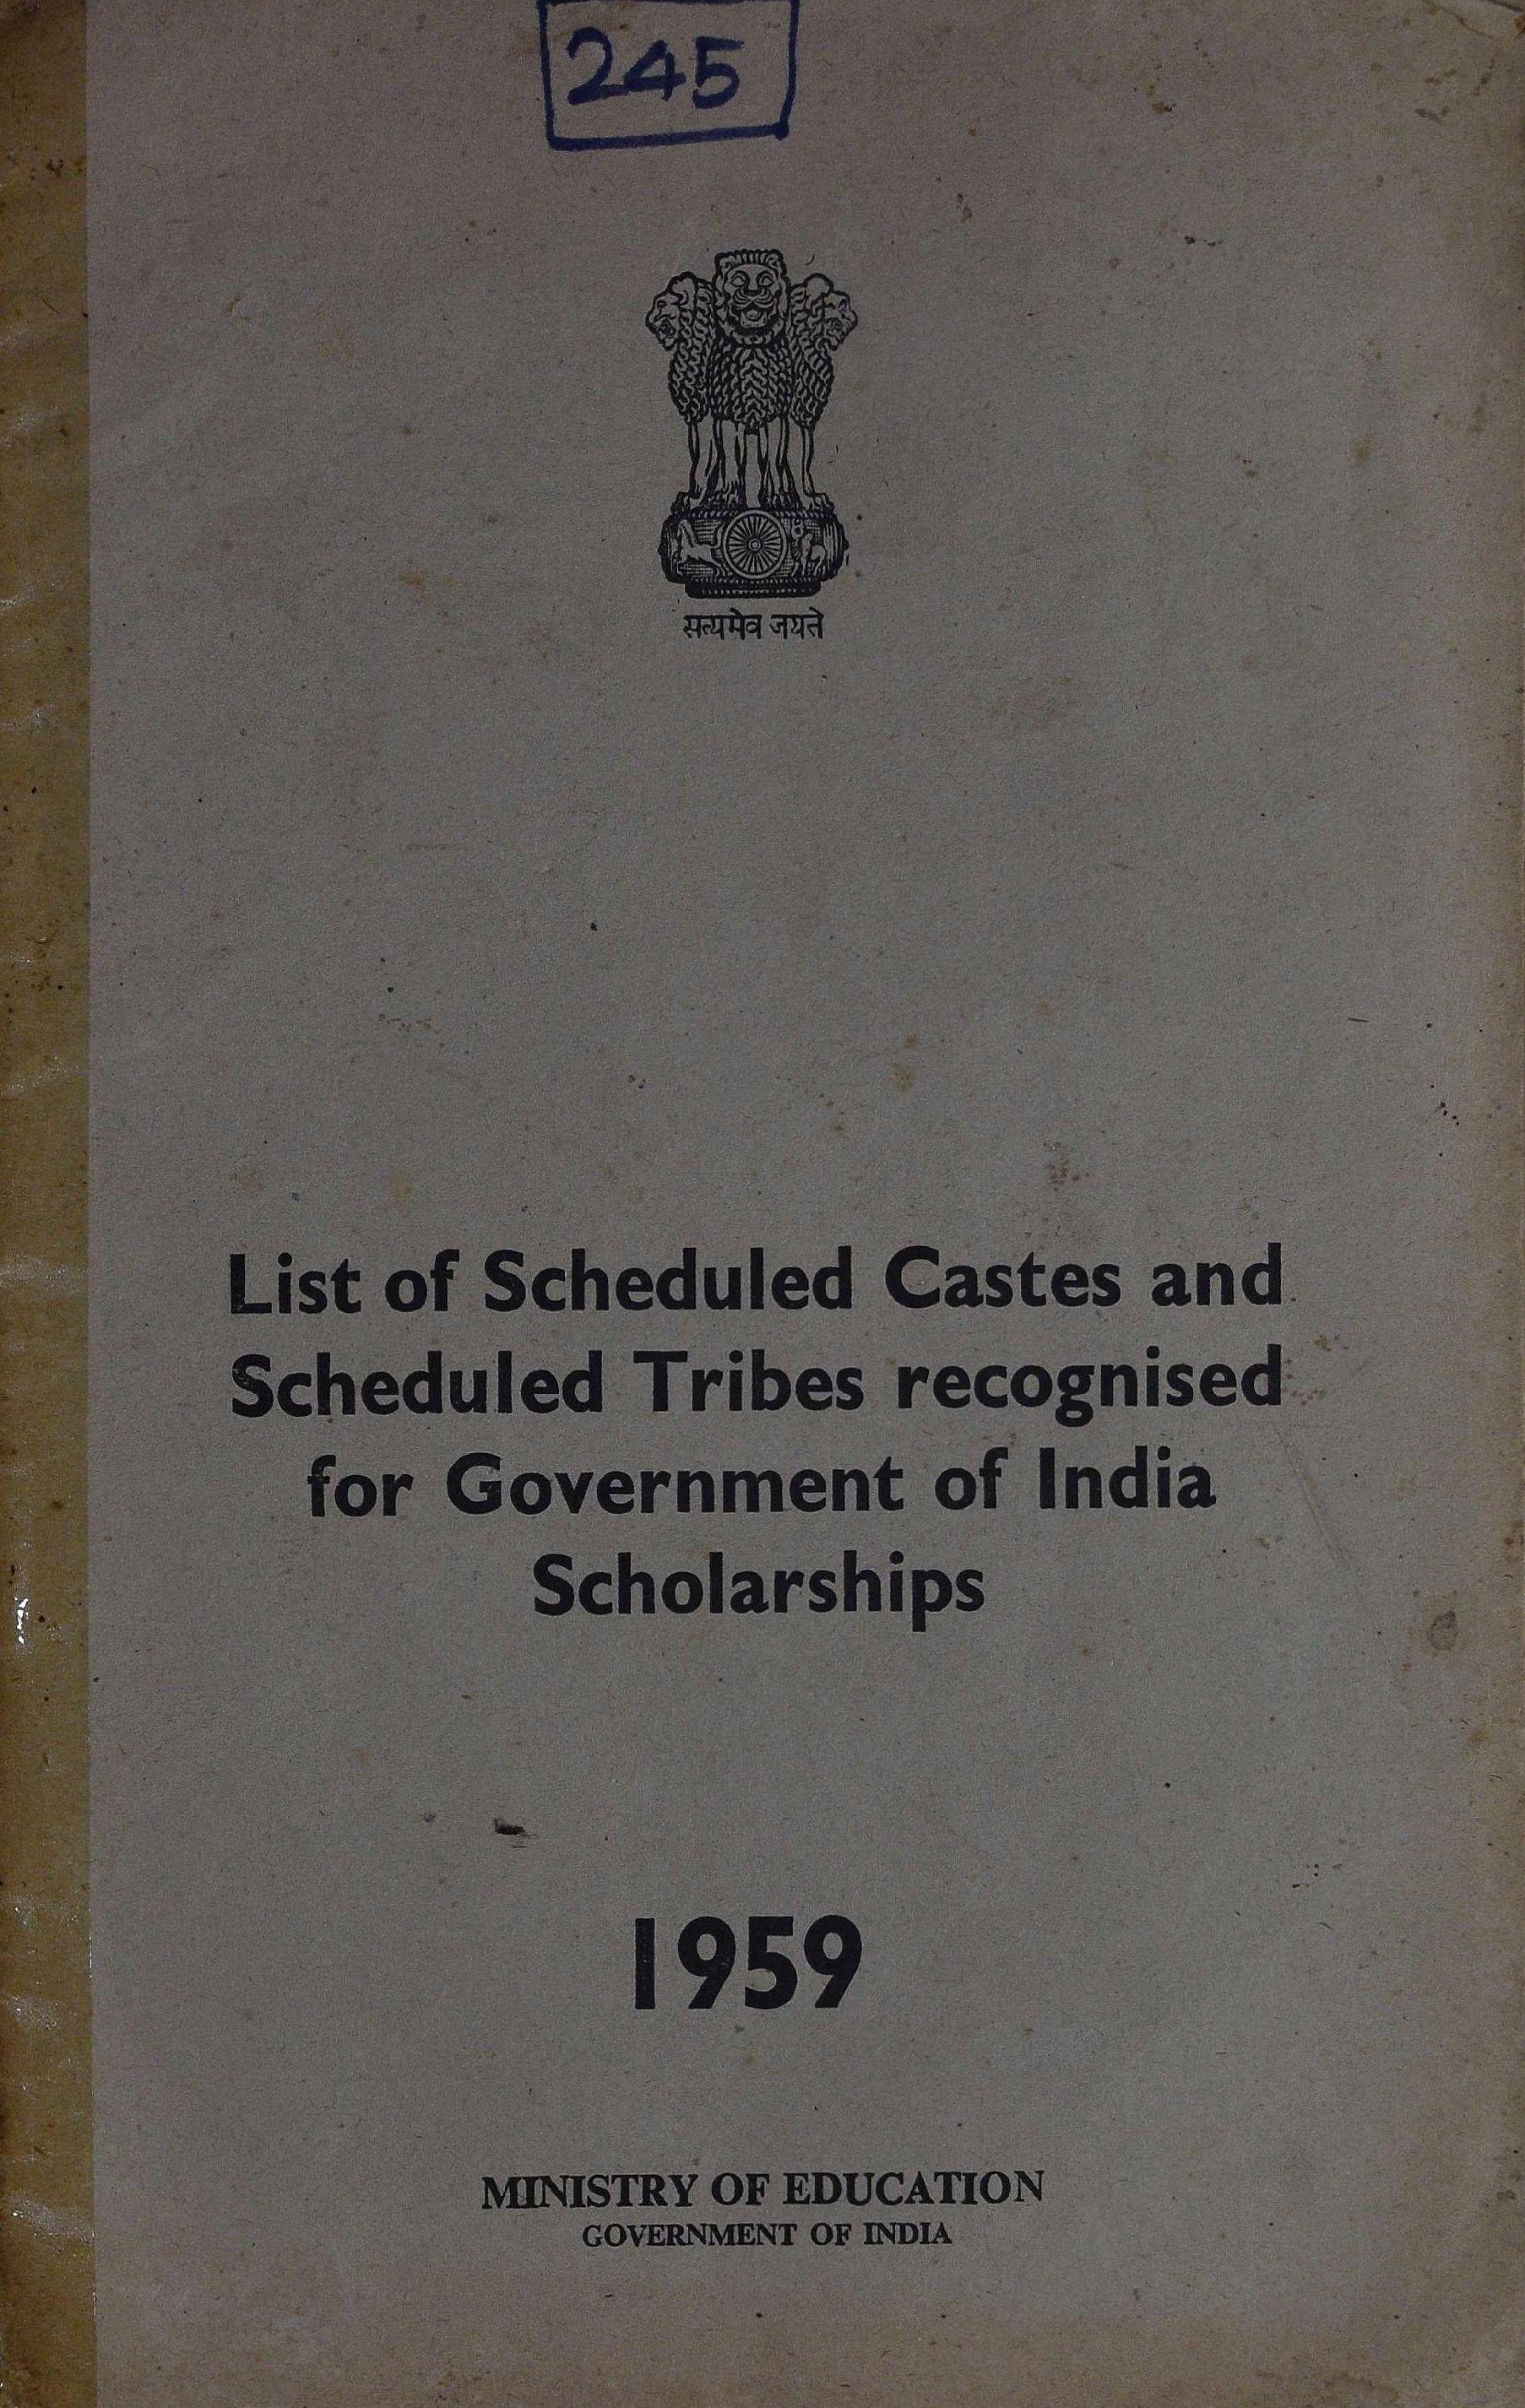 245
सत्यमेव जयते
List of Scheduled Castes and
Scheduled Tribes recognised
for Government of India
Scholarships
1959
MINISTRY OF EDUCATION
GOVERNMENT OF INDIA